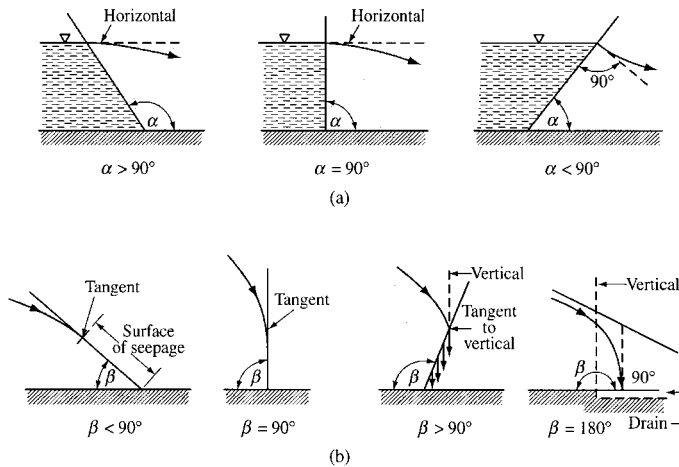 Horizontal
Horizontal
90°
α
α
α
α > 90°
α = 90°
α < 90°
(a)
Tangent
Surface
of seepage
β
β < 90°
Tangent
β
β = 90°
Vertical
Tangent
to
vertical
β
β > 90°
Vertical
β
90°
Drain
β = 180°
(b)